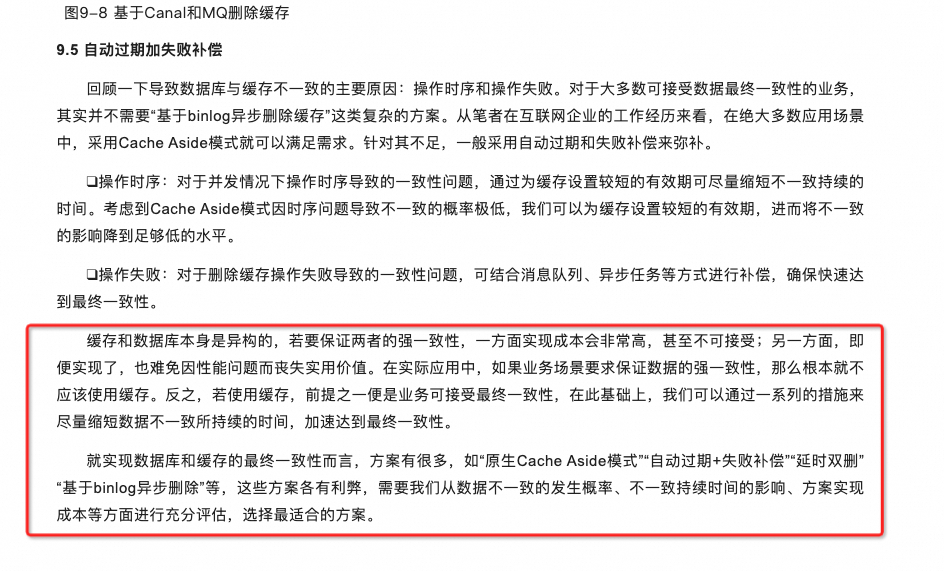 图9-8 基于Canal和MQ删除缓存
9.5 自动过期加失败补偿
回顾一下导致数据库与缓存不一致的主要原因：操作时序和操作失败。对于大多数可接受数据最终一致性的业务，
其实并不需要“基于binlog异步删除缓存”这类复杂的方案。从笔者在互联网企业的工作经历来看，在绝大多数应用场景
中，采用Cache Aside模式就可以满足需求。针对其不足，一般采用自动过期和失败补偿来弥补。
❑操作时序：对于并发情况下操作时序导致的一致性问题，通过为缓存设置较短的有效期可尽量缩短不一致持续的
时间。考虑到Cache Aside模式因时序问题导致不一致的概率极低，我们可以为缓存设置较短的有效期，进而将不一致
的影响降到足够低的水平。
❑操作失败：对于删除缓存操作失败导致的一致性问题，可结合消息队列、异步任务等方式进行补偿，确保快速达
到最终一致性。
缓存和数据库本身是异构的，若要保证两者的强一致性，一方面实现成本会非常高，甚至不可接受；另一方面，即
便实现了，也难免因性能问题而丧失实用价值。在实际应用中，如果业务场景要求保证数据的强一致性，那么根本就不
应该使用缓存。反之，若使用缓存，前提之一便是业务可接受最终一致性，在此基础上，我们可以通过一系列的措施来
尽量缩短数据不一致所持续的时间，加速达到最终一致性。
就实现数据库和缓存的最终一致性而言，方案有很多，如“原生Cache Aside模式”“自动过期+失败补偿”“延时双删”
“基于binlog异步删除”等，这些方案各有利弊，需要我们从数据不一致的发生概率、不一致持续时间的影响、方案实现
成本等方面进行充分评估，选择最适合的方案。